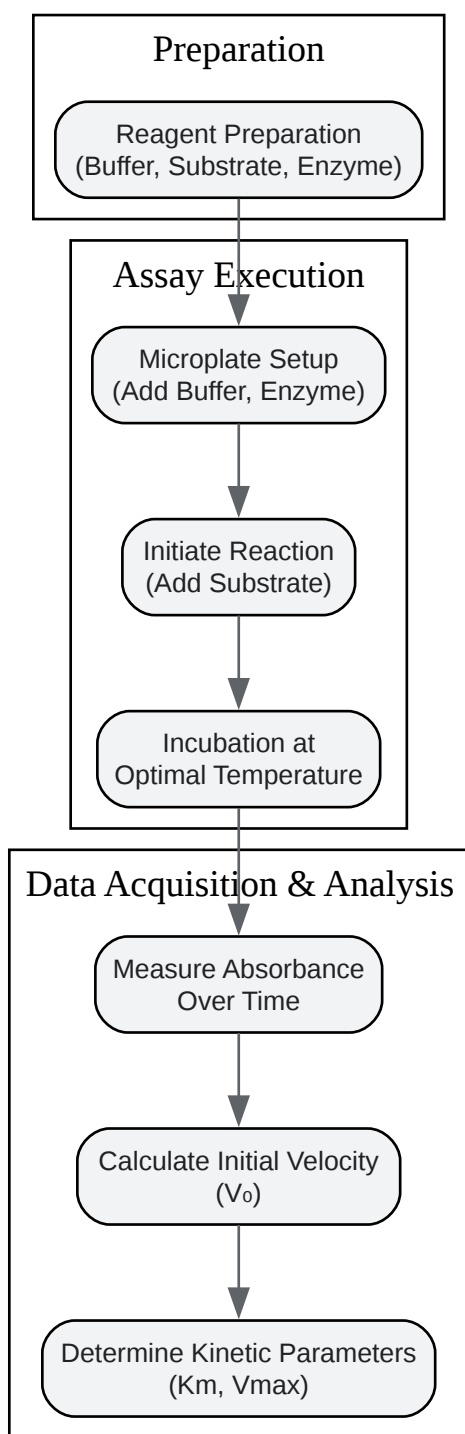 Preparation
Reagent Preparation
(Buffer, Substrate, Enzyme)
Assay Execution
Microplate Setup
(Add Buffer, Enzyme)
Initiate Reaction
(Add Substrate)
Incubation at
Optimal Temperature
Data Acquisition & Analysis
Measure Absorbance
Over Time
Calculate Initial Velocity
(V₀)
Determine Kinetic Parameters
(Km, Vmax)